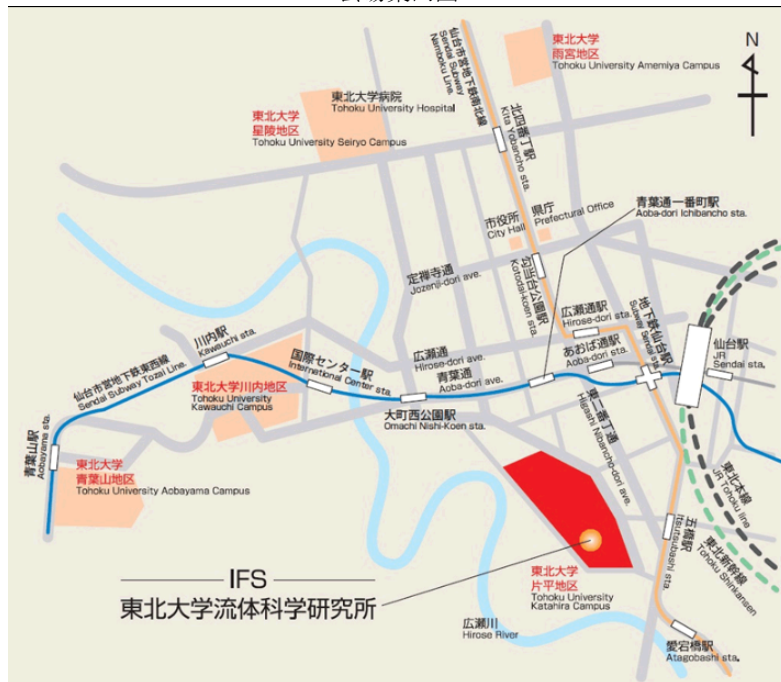 東北大学
雨宮地区
Tohoku University Amemiya Campus
N
仙台市営地下鉄南北線
Sendai Subway
Namboku Line.
東北大学病院
Tohoku University Hospital
東北大学
星陵地区
Tohoku University Seiryo Campus
北四番丁駅
Kita Yobancho sta.
青葉通一番町駅
Aoba-dori Ichibancho sta.
市役所
City Hall
県庁
Prefectural Office
定禅寺通
Jozenji-dori ave.
勾当台公園駅
Kotodai-koen sta.
広瀬通駅
Hirose-dori sta.
地下鉄仙台駅
Subway Sendai sta.
仙台駅
JR
Sendai sta.
あおば通駅
Aoba-dori sta.
川内駅
Kawauchi sta.
国際センター駅
International Center sta.
広瀬通
Hirose-dori ave.
青葉通
Aoba-dori ave.
仙台市営地下鉄東西線
Sendai Subway Tozai Line.
東北大学川内地区
Tohoku University
Kawauchi Campus
大町西公園駅
Omachi Nishi-Koen sta.
東二番丁通
Higashi Nibancho-dori ave.
青葉山駅
Aobayama sta.
東北大学
青葉山地区
Tohoku University Aobayama Campus
東北本線
JR Tohoku line
五橋駅
Itsutsubashi sta.
東北新幹線
Tohoku Shinkansen
IFS
東北大学流体科学研究所
東北大学
片平地区
Tohoku University
Katahira Campus
広瀬川
Hirose River
愛宕橋駅
Atagobashi sta.